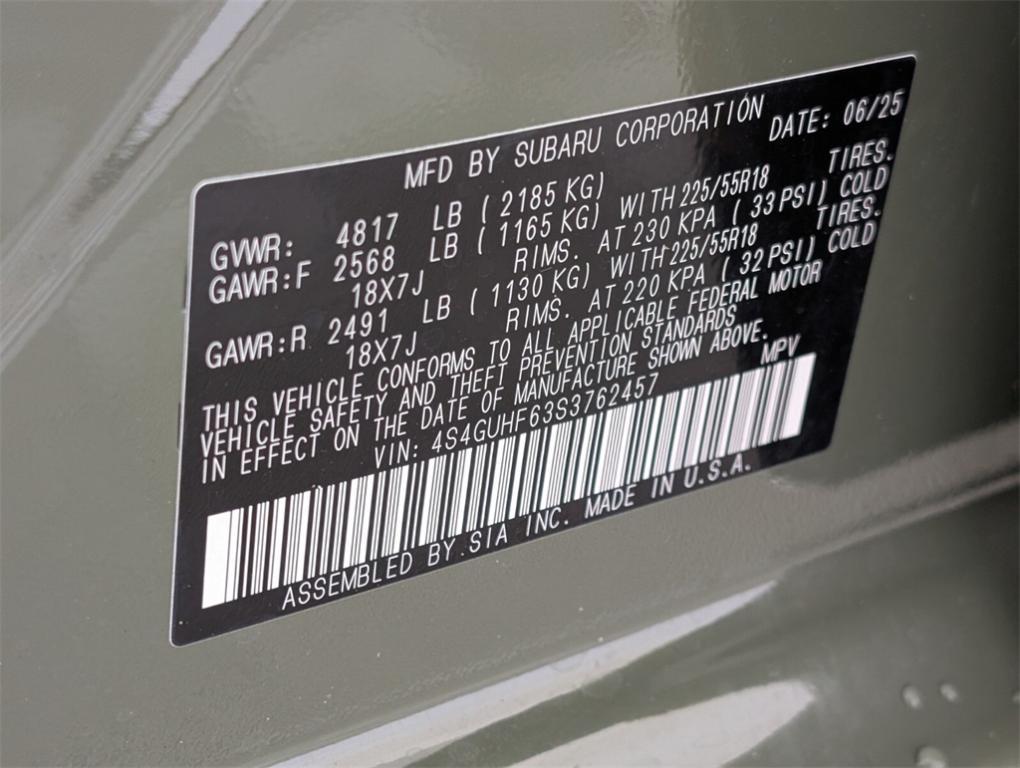 MFD BY SUBARU CORPORATION DATE: 06/25
GVWR: 4817 LB ( 2185 KG)
GAWR:F 2568 LB ( 1165 KG) WITH 225/55R18 TIRES.
18X7J RIMS. AT 230 KPA ( 33 PSI) COLD
GAWR:R 2491 LB ( 1130 KG) WITH 225/55R18 TIRES.
18X7J RIMS. AT 220 KPA ( 32 PSI) COLD
THIS VEHICLE CONFORMS TO ALL APPLICABLE FEDERAL MOTOR
VEHICLE SAFETY AND THEFT PREVENTION STANDARDS
IN EFFECT ON THE DATE OF MANUFACTURE SHOWN ABOVE.
VIN: 4S4GUHF63S3762457 MPV
ASSEMBLED BY SIA INC. MADE IN U.S.A.